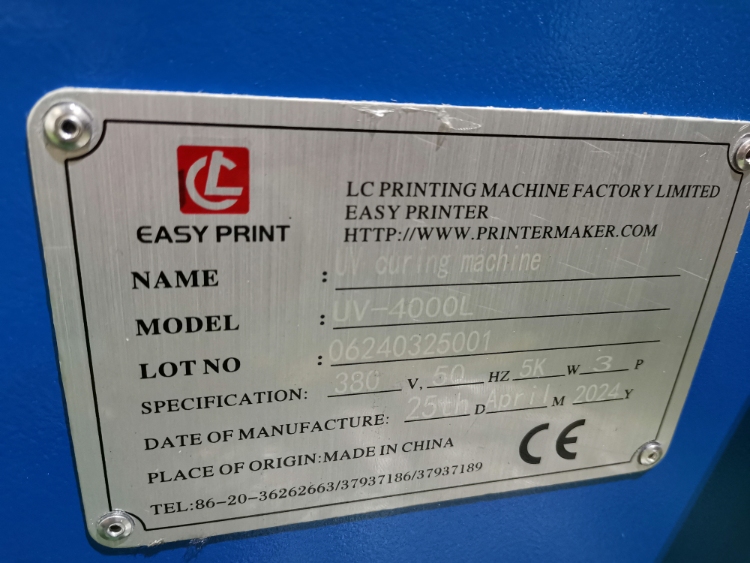 LC PRINTING MACHINE FACTORY LIMITED
EASY PRINTER
HTTP://WWW.PRINTERMAKER.COM
EASY PRINT
NAME : UV curing machine
MODEL : UV-4000L
LOT NO : 06240325001
SPECIFICATION: 380 V, 50 HZ 5K W 3 P
DATE OF MANUFACTURE: 25th D April M 2024 Y
PLACE OF ORIGIN:MADE IN CHINA
TEL:86-20-36262663/37937186/37937189
CE